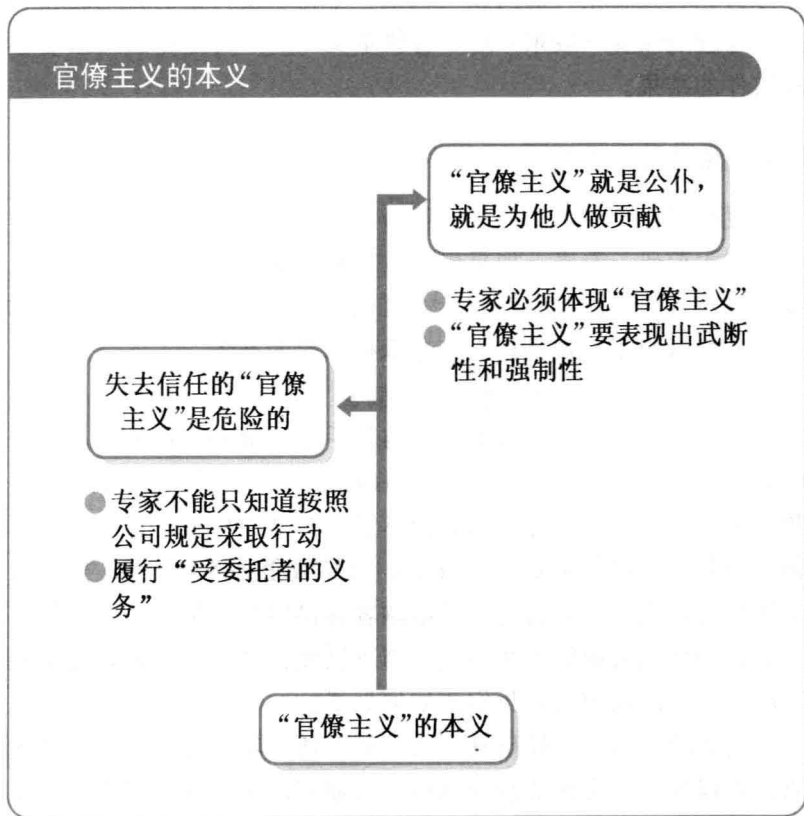 官僚主义的本义
“官僚主义”就是公仆，
就是为他人做贡献
●专家必须体现“官僚主义”
●“官僚主义”要表现出武断
性和强制性
失去信任的“官僚
主义”是危险的
●专家不能只知道按照
公司规定采取行动
●履行“受委托者的义
务”
“官僚主义”的本义